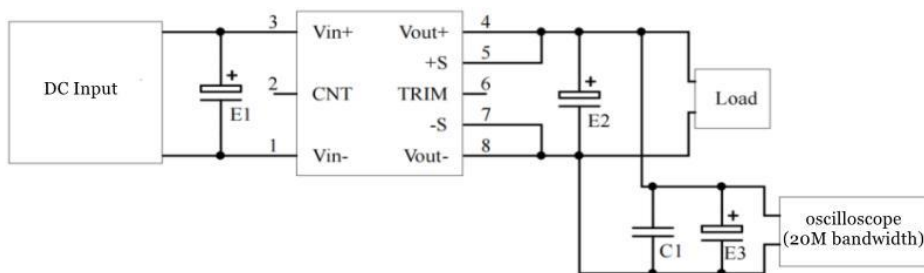 DC Input
E1
3
2
1
Vin+
CNT
Vin-
Vout+
+S
TRIM
-S
Vout-
4
5
6
7
8
+
+
E2
Load
C1
+
E3
oscilloscope
(20M bandwidth)